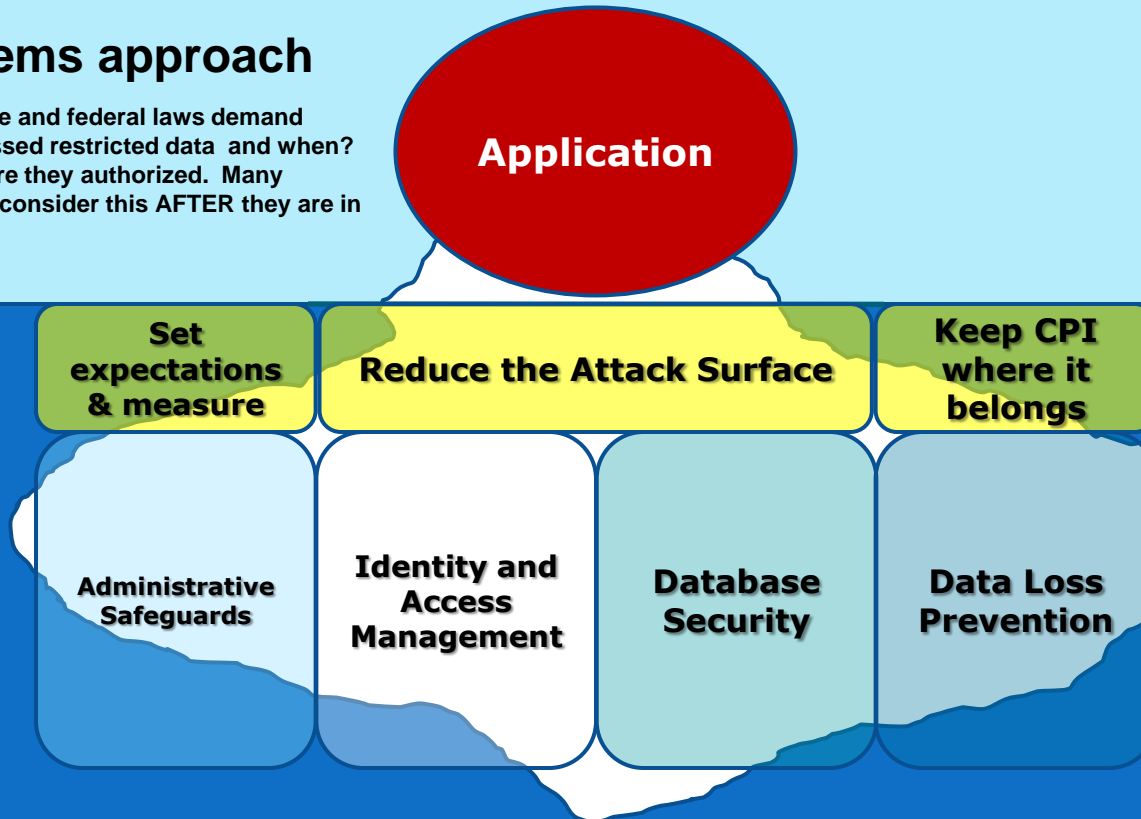 ems approach
e and federal laws demand
ssed restricted data and when?
re they authorized. Many
consider this AFTER they are in
Application
Set
expectations
& measure
Reduce the Attack Surface
Keep CPI
where it
belongs
Administrative
Safeguards
Identity and
Access
Management
Database
Security
Data Loss
Prevention